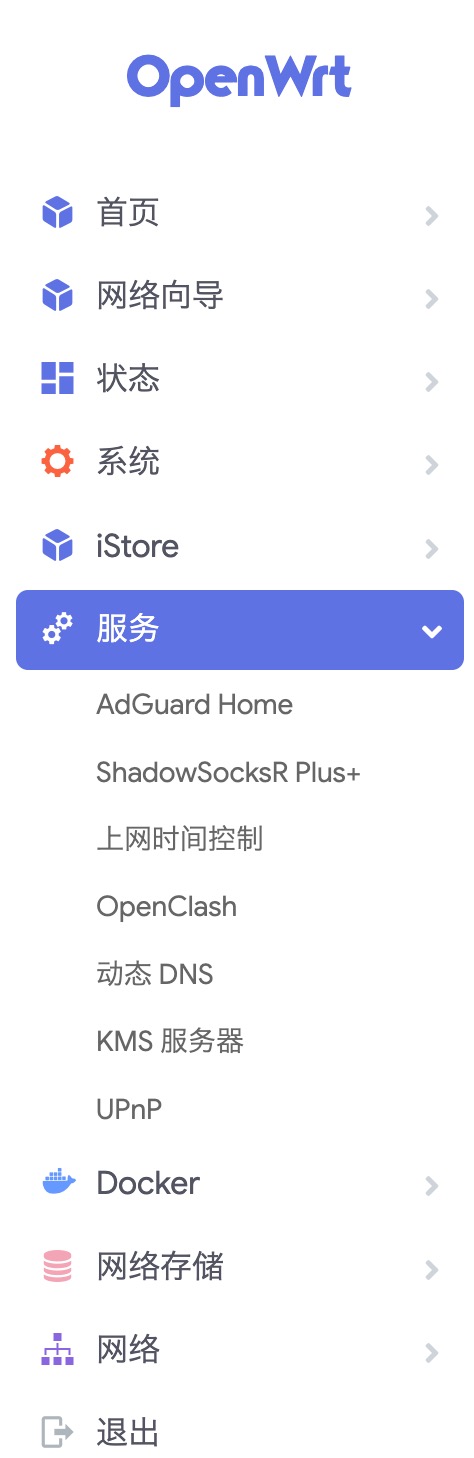 OpenWrt
首页
网络向导
状态
系统
iStore
服务
AdGuard Home
ShadowSocksR Plus+
上网时间控制
OpenClash
动态 DNS
KMS 服务器
UPnP
Docker
网络存储
网络
退出